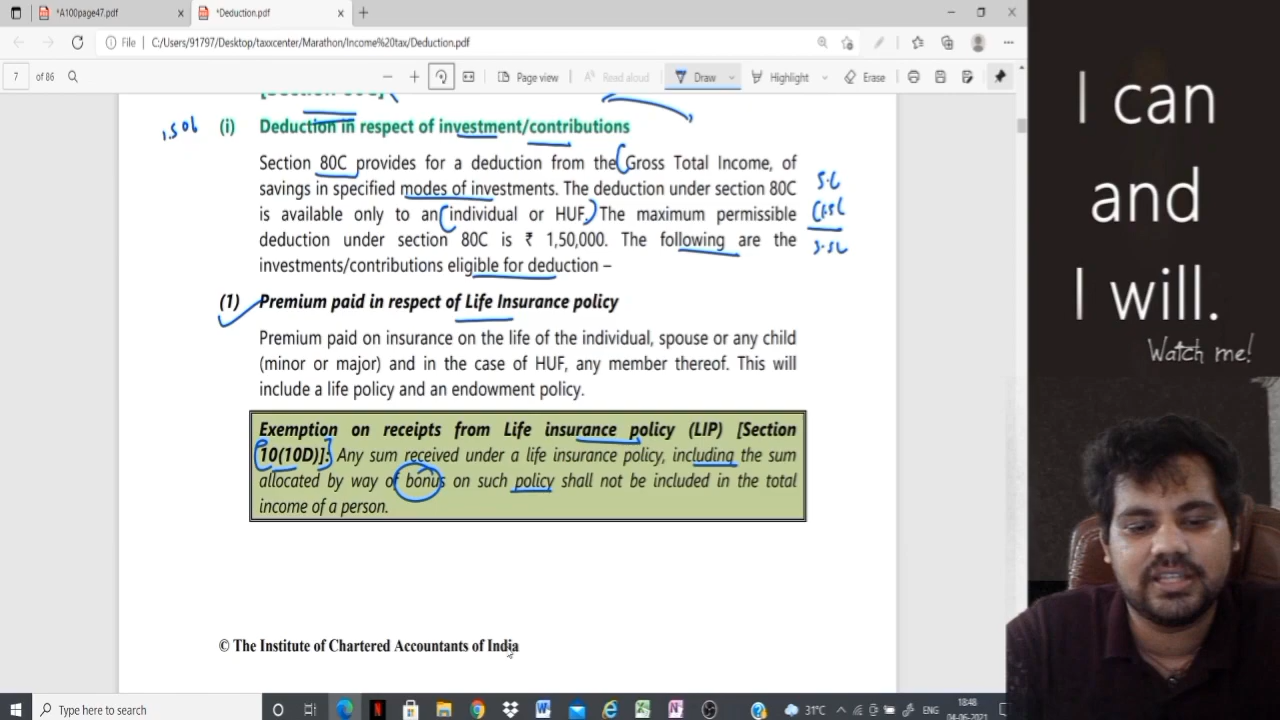 *A100page47.pdf
*Deduction.pdf
File C:/Users/91797/Desktop/taxxcenter/Marathon/Income%20tax/Deduction.pdf
7 of 86 Page view Read aloud Draw Highlight Erase
(i) Deduction in respect of investment/contributions
Section 80C provides for a deduction from the Gross Total Income, of
savings in specified modes of investments. The deduction under section 80C
is available only to an individual or HUF. The maximum permissible
deduction under section 80C is ₹ 1,50,000. The following are the
investments/contributions eligible for deduction –
(1) Premium paid in respect of Life Insurance policy
Premium paid on insurance on the life of the individual, spouse or any child
(minor or major) and in the case of HUF, any member thereof. This will
include a life policy and an endowment policy.
Exemption on receipts from Life insurance policy (LIP) [Section
10(10D)]: Any sum received under a life insurance policy, including the sum
allocated by way of bonus on such policy shall not be included in the total
income of a person.
© The Institute of Chartered Accountants of India
I can
and
I will.
Watch me!
Type here to search
31°C ENG 18:48
04-06-2021